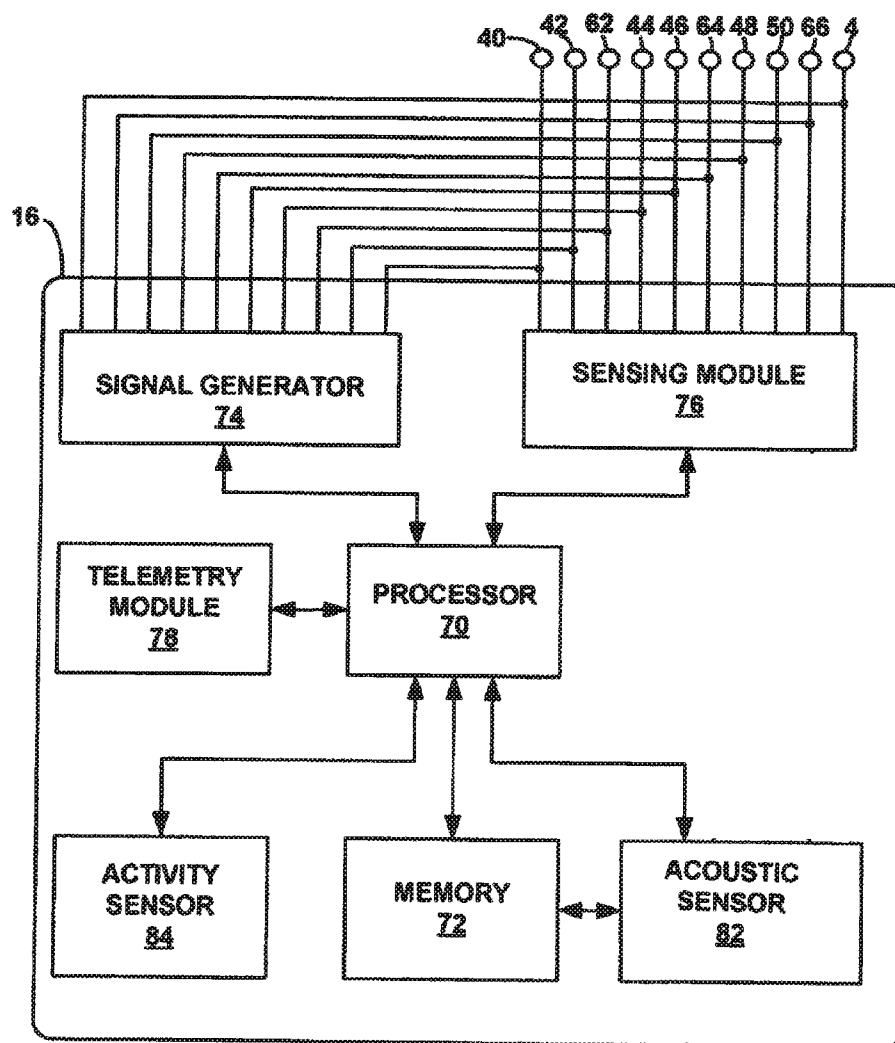 40 42 62 44 46 64 48 50 66 4
16
SIGNAL GENERATOR
74
SENSING MODULE
76
TELEMETRY
MODULE
78
PROCESSOR
70
ACTIVITY
SENSOR
84
MEMORY
72
ACOUSTIC
SENSOR
82